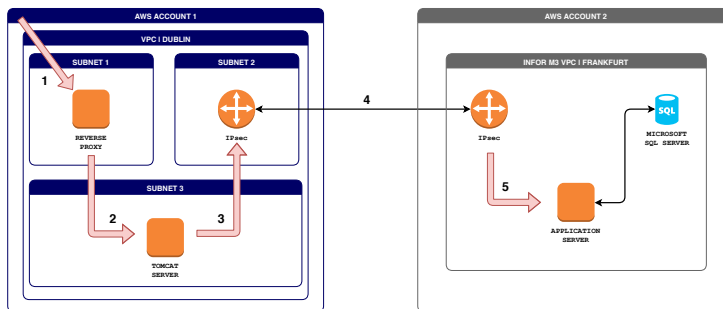 AWS ACCOUNT 1
VPC | DUBLIN
SUBNET 1
1
REVERSE
PROXY
SUBNET 2
IPsec
2
3
SUBNET 3
TOMCAT
SERVER
4
AWS ACCOUNT 2
INFOR M3 VPC | FRANKFURT
IPsec
5
APPLICATION
SERVER
SQL
MICROSOFT
SQL SERVER